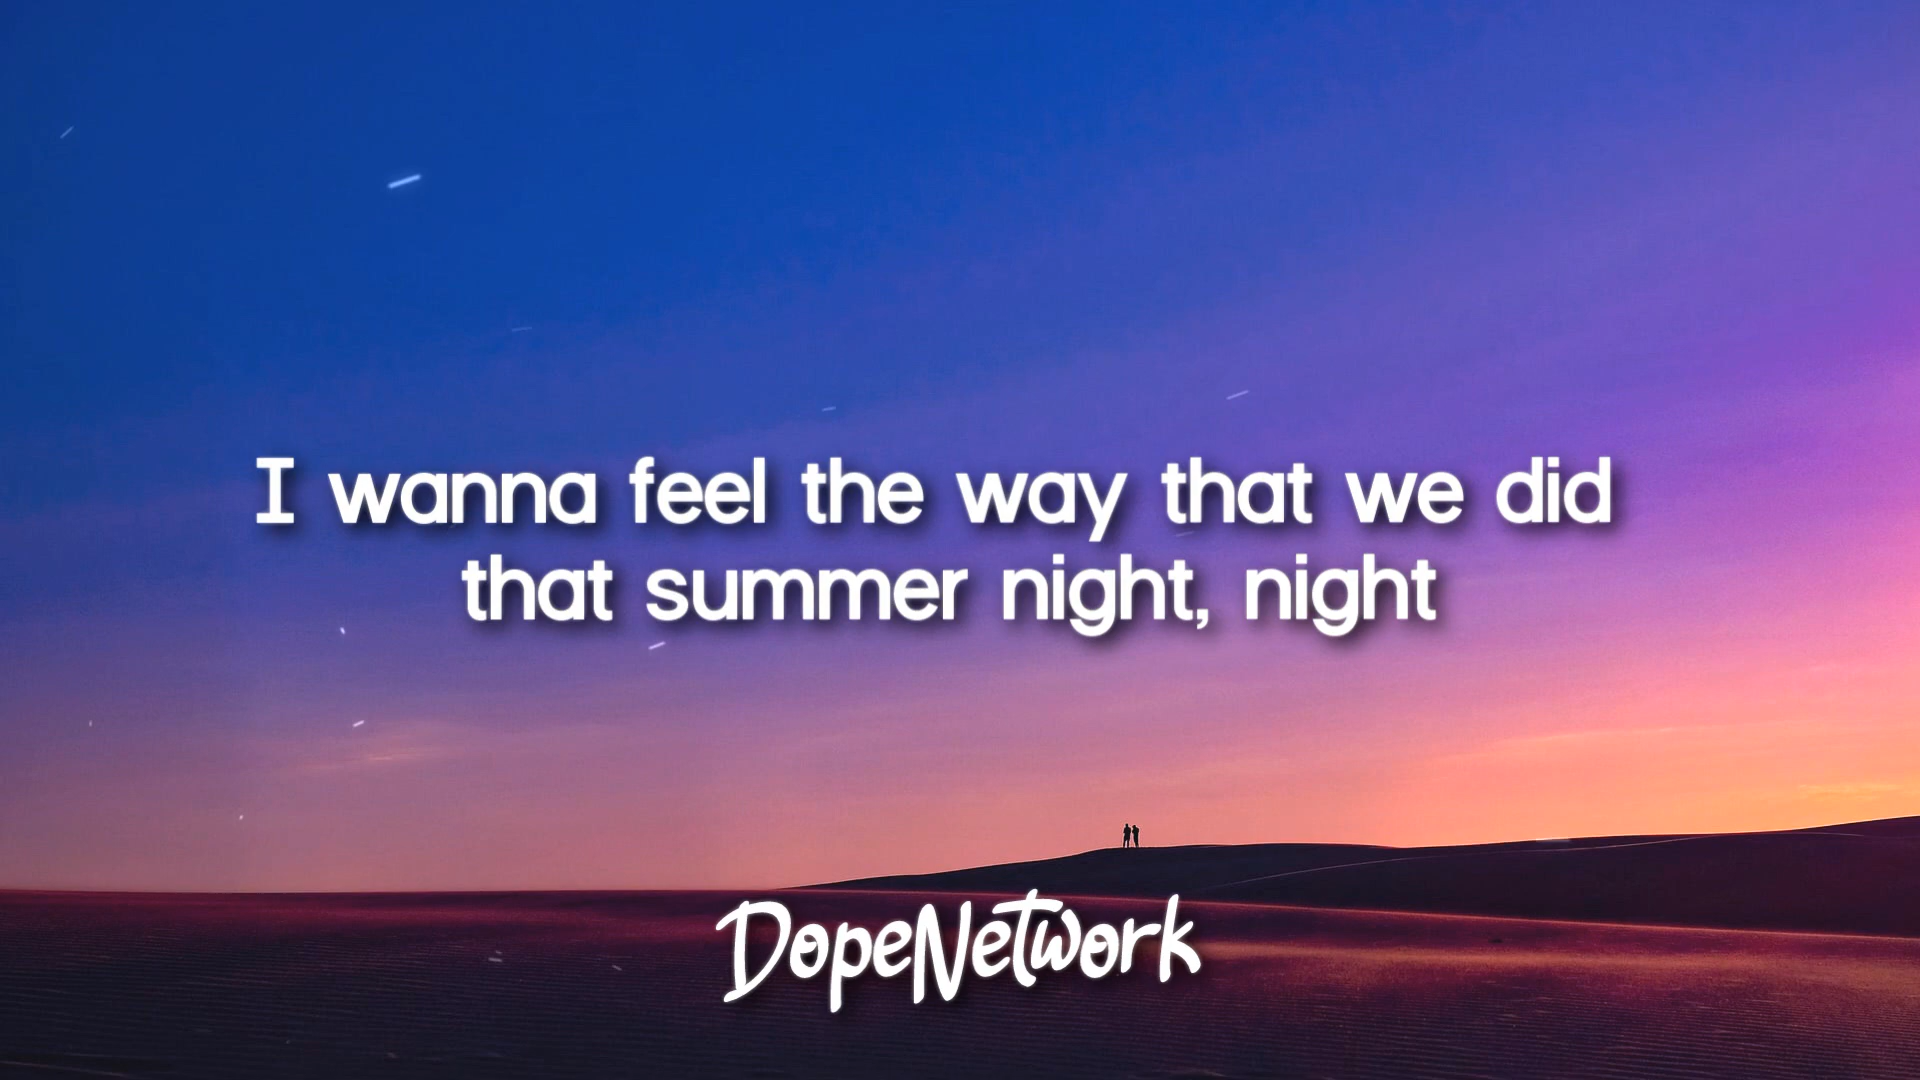 I wanna feel the way that we did
that summer night, night
DopeNetwork